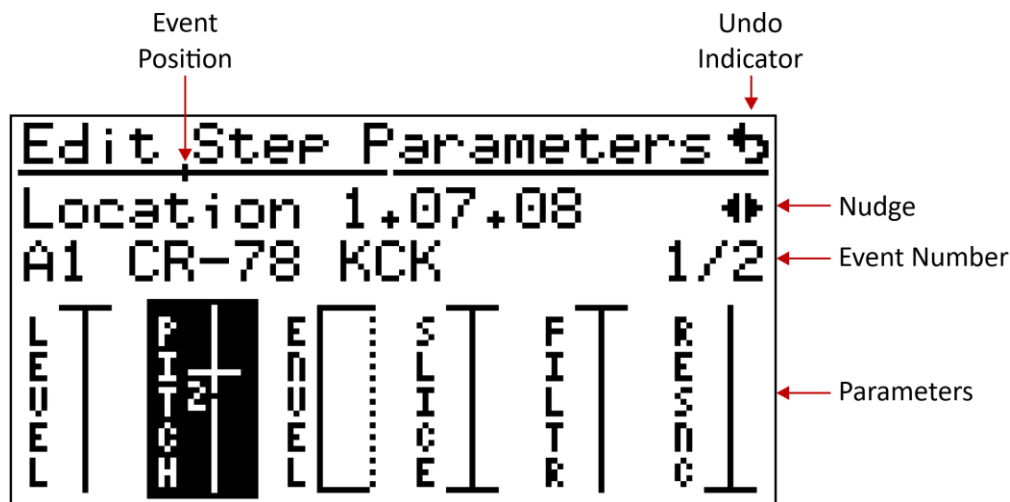 Event
Position
Undo
Indicator
Edit Step Parameters
Location 1.07.08
Nudge
A1 CR-78 KCK 1/2
Event Number
LEVEL
PITCH
2
ENVEL
SLICE
FILTR
RESNC
Parameters